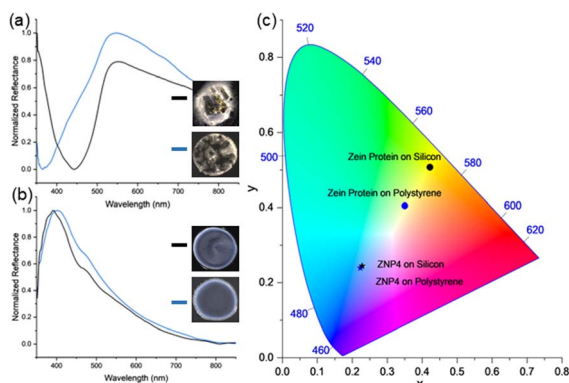 (a)
Normalized Reflectance
1.0
0.8
0.6
0.4
0.2
0.0
400 500 600 700 800
Wavelength (nm)
(b)
Normalized Reflectance
1.0
0.8
0.6
0.4
0.2
0.0
400 500 600 700 800
Wavelength (nm)
(c)
y
0.8
0.6
0.4
0.2
0.0
0.0 0.1 0.2 0.3 0.4 0.5 0.6 0.7 0.8
520
540
560
500
580
600
620
480
460
Zein Protein on Silicon
Zein Protein on Polystyrene
ZNP4 on Silicon
ZNP4 on Polystyrene